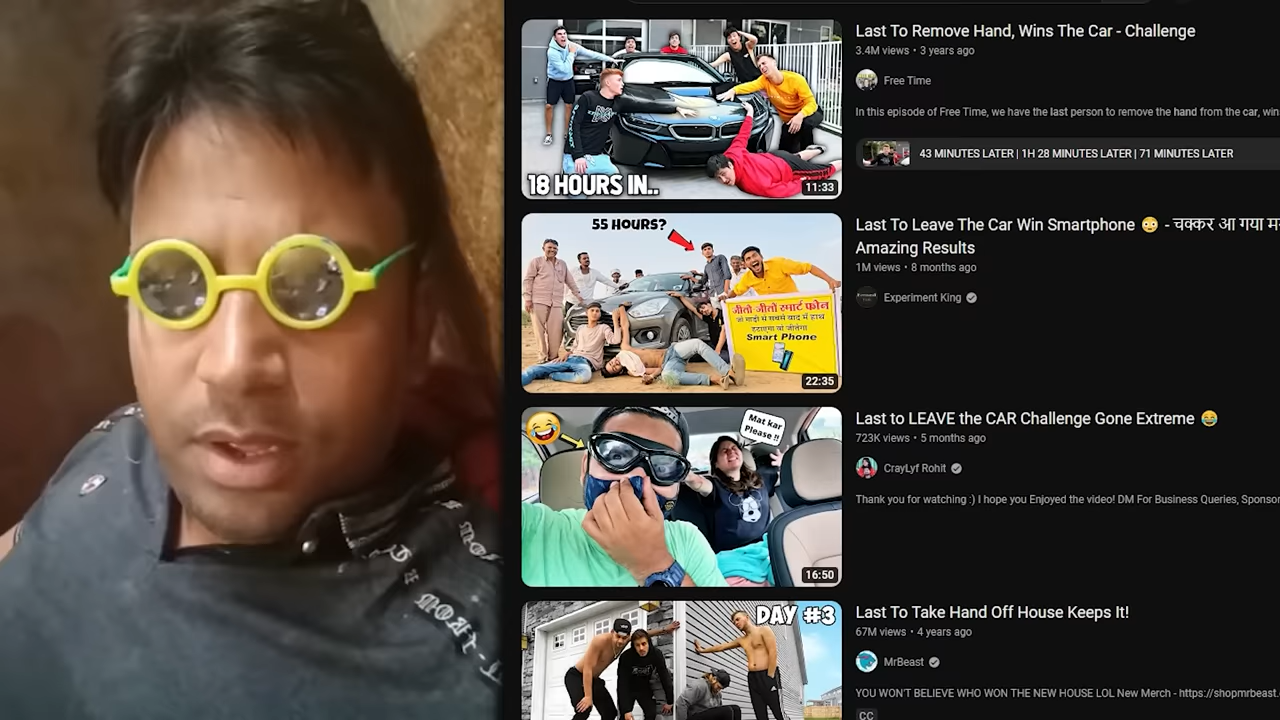 18 HOURS IN..
11:33
Last To Remove Hand, Wins The Car - Challenge
3.4M views • 3 years ago
Free Time
In this episode of Free Time, we have the last person to remove the hand from the car, win
43 MINUTES LATER | 1H 28 MINUTES LATER | 71 MINUTES LATER
55 HOURS?
जीतो जीतो स्मार्ट फोन
जो गाड़ी में सबसे बाद में हाथ
हटाएगा वो जीतेगा
Smart Phone
22:35
Last To Leave The Car Win Smartphone 😳 - चक्कर आ गया
Amazing Results
1M views • 8 months ago
Experiment King
Mat kar
Please !!
16:50
Last to LEAVE the CAR Challenge Gone Extreme 😂
723K views • 5 months ago
CrayLyf Rohit
Thank you for watching :) I hope you Enjoyed the video! DM For Business Queries, Sponsor
DAY #3
Last To Take Hand Off House Keeps It!
67M views • 4 years ago
MrBeast
YOU WON'T BELIEVE WHO WON THE NEW HOUSE LOL New Merch - https://shopmrbeast.
CC